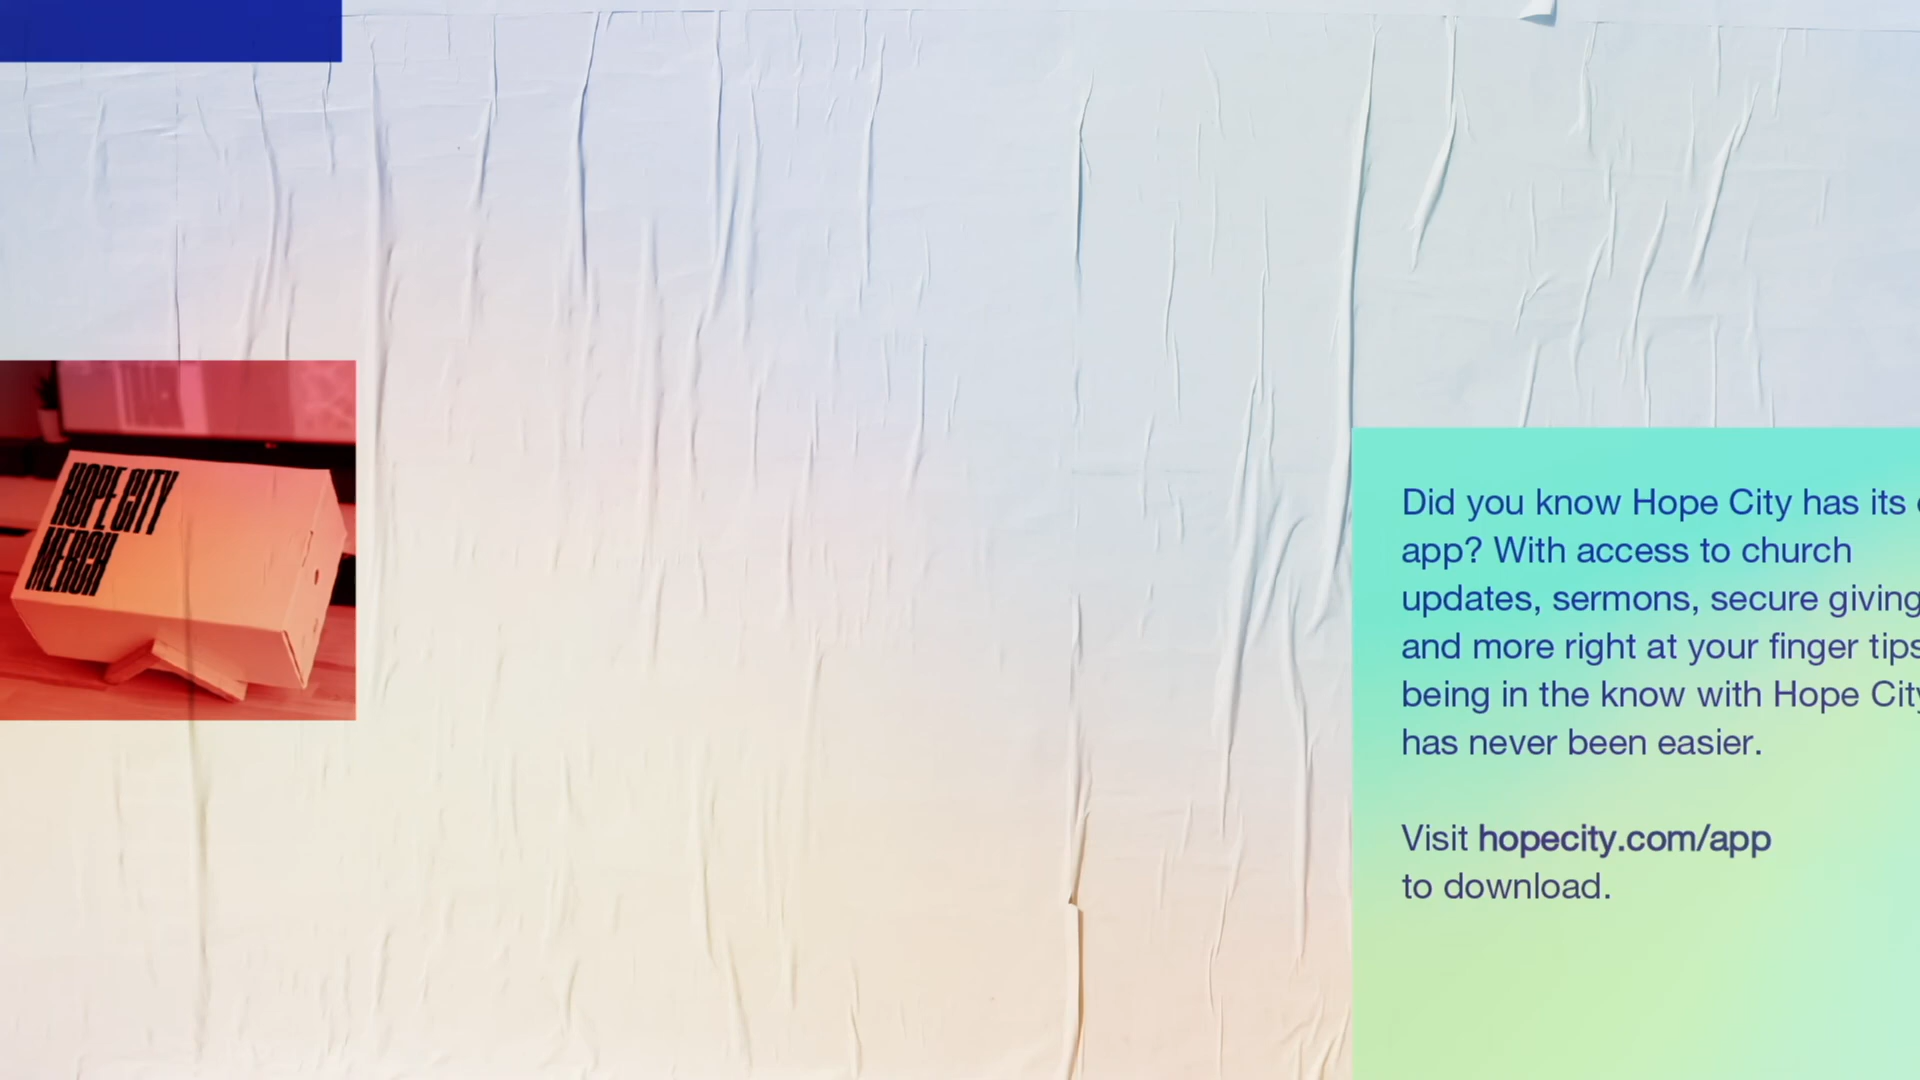 HOPE CITY
MERCH
Did you know Hope City has its
app? With access to church
updates, sermons, secure giving
and more right at your finger tips
being in the know with Hope City
has never been easier.
Visit hopecity.com/app
to download.